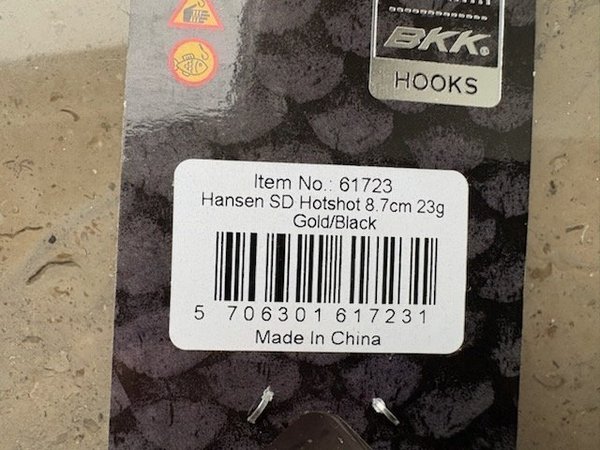 BKK®
HOOKS
Item No.: 61723
Hansen SD Hotshot 8.7cm 23g
Gold/Black
5 706301 617231
Made In China